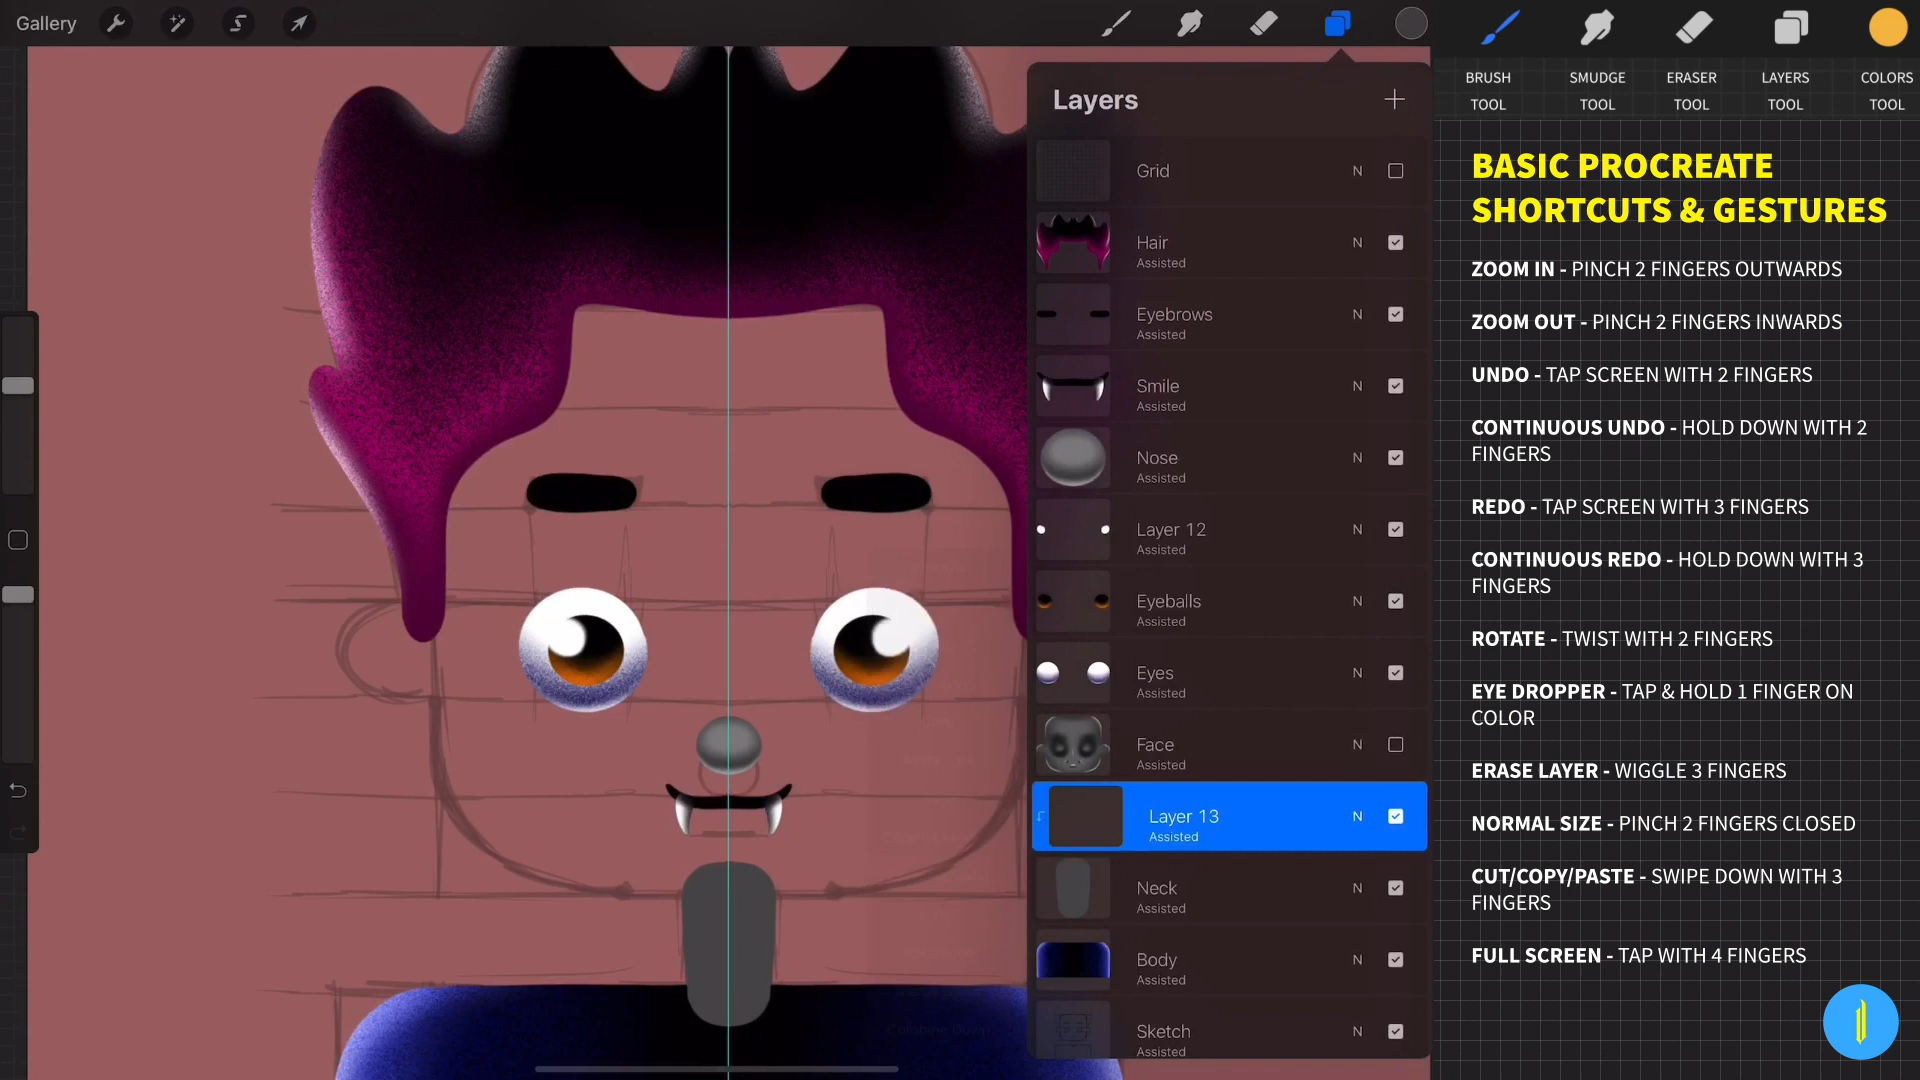 Gallery
Layers
Grid N
Hair N
Assisted
Eyebrows N
Assisted
Smile N
Assisted
Nose N
Assisted
Layer 12 N
Assisted
Eyeballs N
Assisted
Eyes N
Assisted
Face N
Assisted
Layer 13 N
Assisted
Neck N
Assisted
Body N
Assisted
Sketch N
Assisted
Combine Down
BRUSH TOOL
SMUDGE TOOL
ERASER TOOL
LAYERS TOOL
COLORS TOOL
BASIC PROCREATE
SHORTCUTS & GESTURES
ZOOM IN - PINCH 2 FINGERS OUTWARDS
ZOOM OUT - PINCH 2 FINGERS INWARDS
UNDO - TAP SCREEN WITH 2 FINGERS
CONTINUOUS UNDO - HOLD DOWN WITH 2
FINGERS
REDO - TAP SCREEN WITH 3 FINGERS
CONTINUOUS REDO - HOLD DOWN WITH 3
FINGERS
ROTATE - TWIST WITH 2 FINGERS
EYE DROPPER - TAP & HOLD 1 FINGER ON
COLOR
ERASE LAYER - WIGGLE 3 FINGERS
NORMAL SIZE - PINCH 2 FINGERS CLOSED
CUT/COPY/PASTE - SWIPE DOWN WITH 3
FINGERS
FULL SCREEN - TAP WITH 4 FINGERS